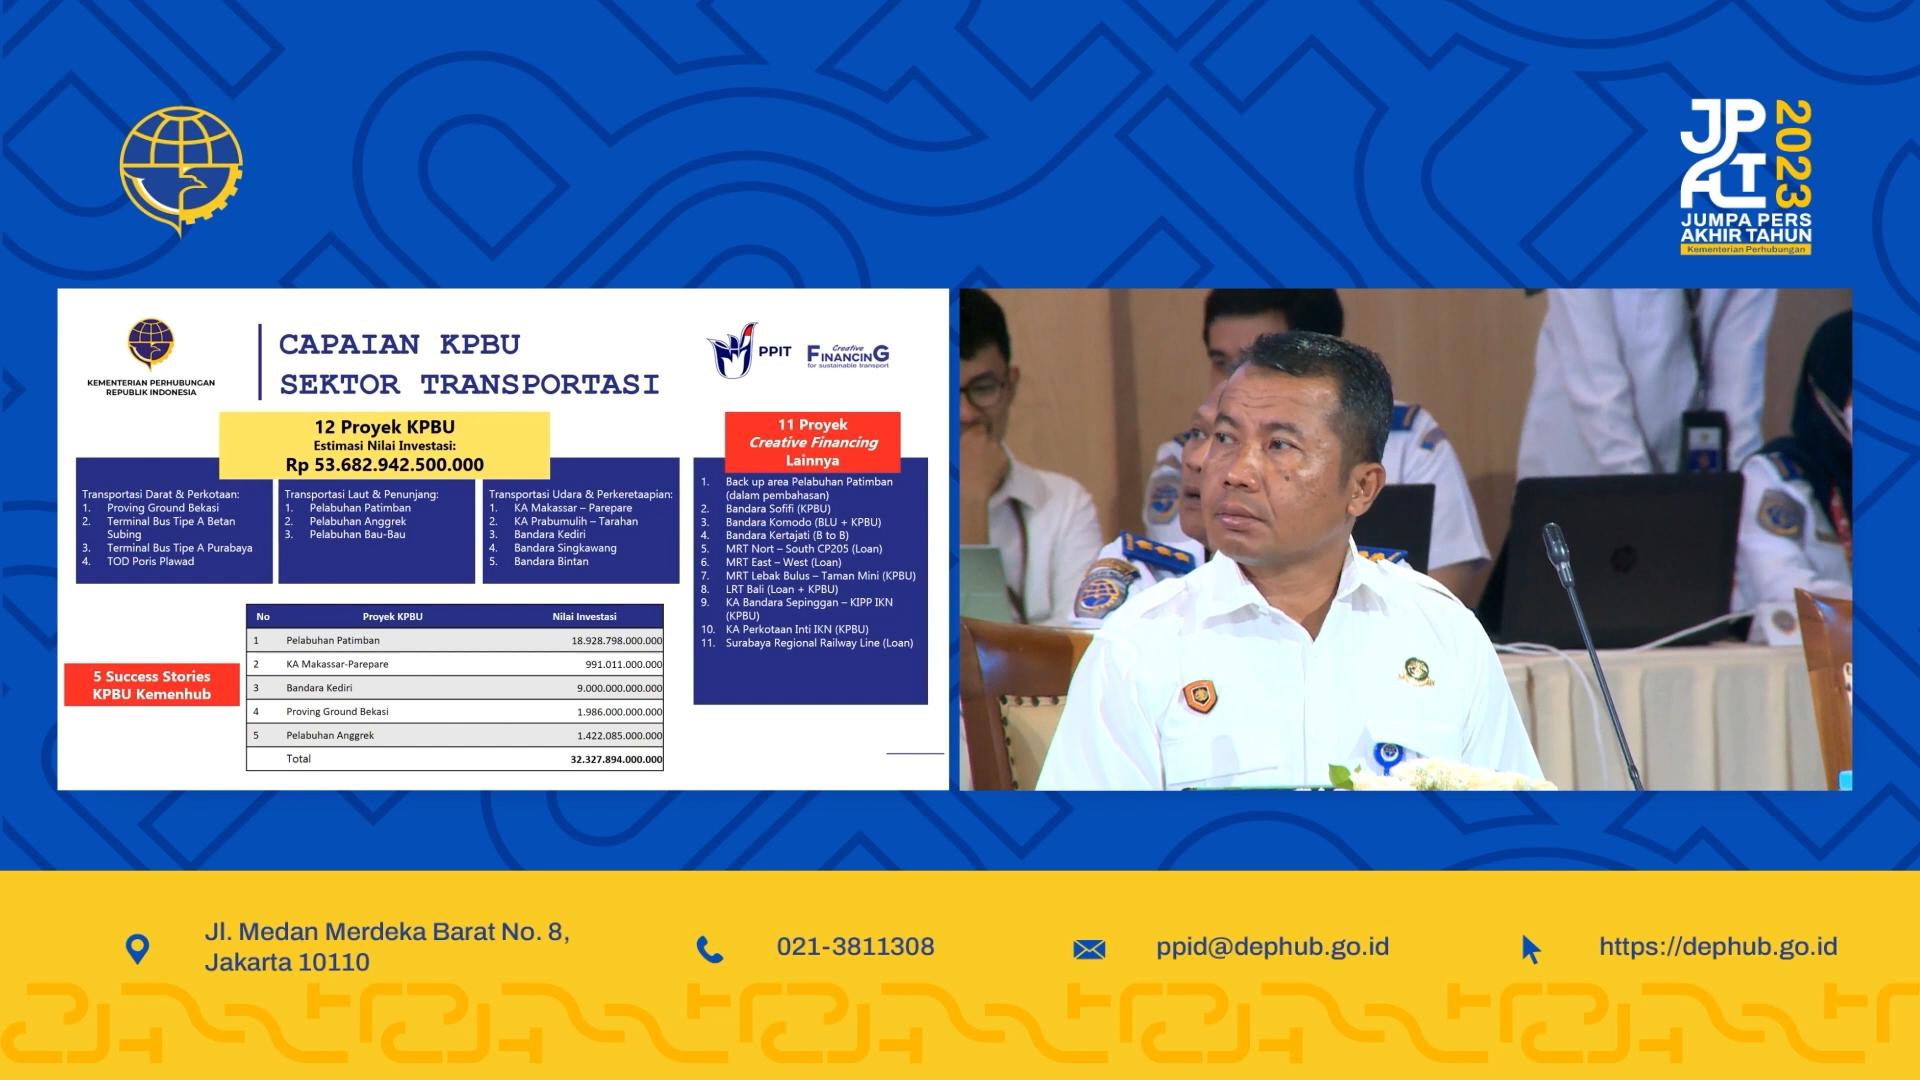 JPAT 2023
JUMPA PERS
AKHIR TAHUN
Kementerian Perhubungan
KEMENTERIAN PERHUBUNGAN
REPUBLIK INDONESIA
CAPAIAN KPBU
SEKTOR TRANSPORTASI
PPIT
Creative
FINANCING
for sustainable transport
12 Proyek KPBU
Estimasi Nilai Investasi:
Rp 53.682.942.500.000
Transportasi Darat & Perkotaan:
1. Proving Ground Bekasi
2. Terminal Bus Tipe A Betan
Subing
3. Terminal Bus Tipe A Purabaya
4. TOD Poris Plawad
Transportasi Laut & Penunjang:
1. Pelabuhan Patimban
2. Pelabuhan Anggrek
3. Pelabuhan Bau-Bau
Transportasi Udara & Perkeretaapian:
1. KA Makassar – Parepare
2. KA Prabumulih – Tarahan
3. Bandara Kediri
4. Bandara Singkawang
5. Bandara Bintan
11 Proyek
Creative Financing
Lainnya
1. Back up area Pelabuhan Patimban
(dalam pembahasan)
2. Bandara Sofifi (KPBU)
3. Bandara Komodo (BLU + KPBU)
4. Bandara Kertajati (B to B)
5. MRT Nort – South CP205 (Loan)
6. MRT East – West (Loan)
7. MRT Lebak Bulus – Taman Mini (KPBU)
8. LRT Bali (Loan + KPBU)
9. KA Bandara Sepinggan – KIPP IKN
(KPBU)
10. KA Perkotaan Inti IKN (KPBU)
11. Surabaya Regional Railway Line (Loan)
5 Success Stories
KPBU Kemenhub
No Proyek KPBU Nilai Investasi
1 Pelabuhan Patimban 18.928.798.000.000
2 KA Makassar-Parepare 991.011.000.000
3 Bandara Kediri 9.000.000.000.000
4 Proving Ground Bekasi 1.986.000.000.000
5 Pelabuhan Anggrek 1.422.085.000.000
Total 32.327.894.000.000
Jl. Medan Merdeka Barat No. 8,
Jakarta 10110
021-3811308
ppid@dephub.go.id
https://dephub.go.id